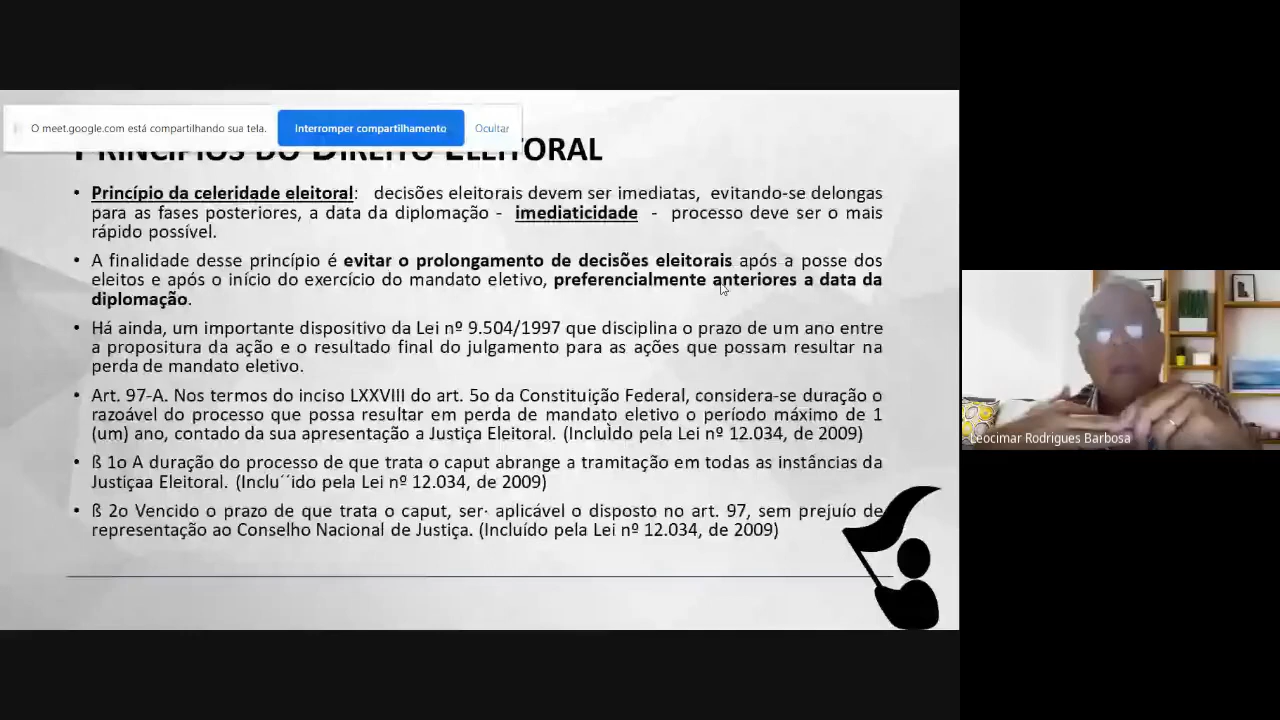 O meet.google.com está compartilhando sua tela.
Interromper compartilhamento
Ocultar
PRINCÍPIOS DO DIREITO ELEITORAL
• Princípio da celeridade eleitoral: decisões eleitorais devem ser imediatas, evitando-se delongas
para as fases posteriores, a data da diplomação - imediaticidade - processo deve ser o mais
rápido possível.
• A finalidade desse princípio é evitar o prolongamento de decisões eleitorais após a posse dos
eleitos e após o início do exercício do mandato eletivo, preferencialmente anteriores a data da
diplomação.
• Há ainda, um importante dispositivo da Lei nº 9.504/1997 que disciplina o prazo de um ano entre
a propositura da ação e o resultado final do julgamento para as ações que possam resultar na
perda de mandato eletivo.
• Art. 97-A. Nos termos do inciso LXXVIII do art. 5o da Constituição Federal, considera-se duração o
razoável do processo que possa resultar em perda de mandato eletivo o período máximo de 1
(um) ano, contado da sua apresentação a Justiça Eleitoral. (IncluÌdo pela Lei nº 12.034, de 2009)
• ß 1o A duração do processo de que trata o caput abrange a tramitação em todas as instâncias da
Justiçaa Eleitoral. (Inclu´´ido pela Lei nº 12.034, de 2009)
• ß 2o Vencido o prazo de que trata o caput, ser· aplicável o disposto no art. 97, sem prejuío de
representação ao Conselho Nacional de Justiça. (Incluído pela Lei nº 12.034, de 2009)
Leocimar Rodrigues Barbosa